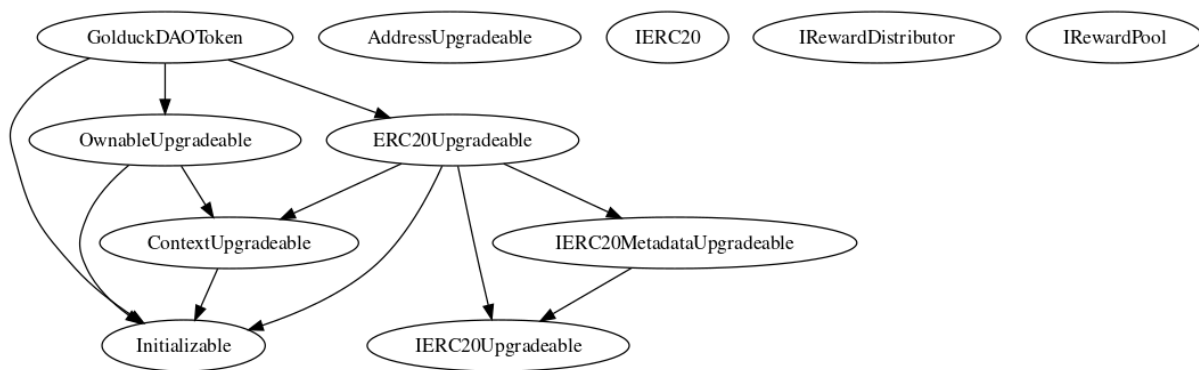 GolduckDAOToken
AddressUpgradeable
IERC20
IRewardDistributor
IRewardPool
OwnableUpgradeable
ERC20Upgradeable
ContextUpgradeable
IERC20MetadataUpgradeable
Initializable
IERC20Upgradeable